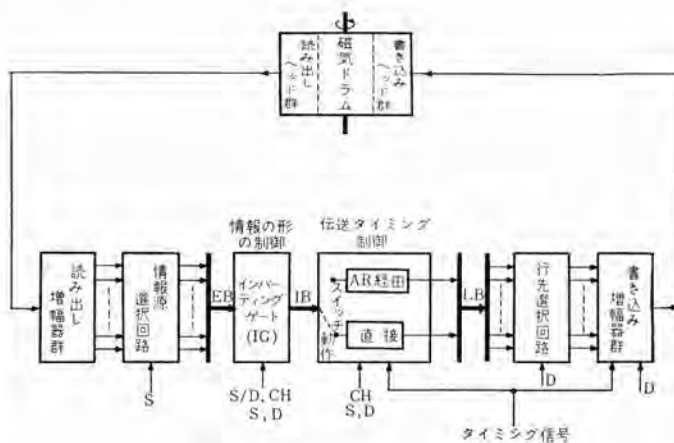 読み出しヘッド群
磁気ドラム
書き込みヘッド群
情報の形の制御
伝送タイミング制御
読み出し増幅器群
情報源選択回路
EB
インバーティングゲート(IG)
IB
スイッチ動作
AR経由
直接
LB
行先選択回路
書き込み増幅器群
S
S/D, CH
S, D
CH
S, D
D
D
タイミング信号